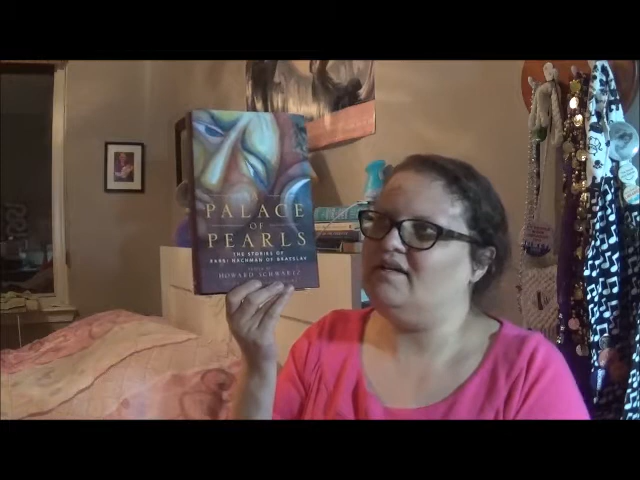 PALACE
OF
PEARLS
THE STORIES OF
RABBI NACHMAN OF BRATSLAV
HOWARD SCHWARTZ